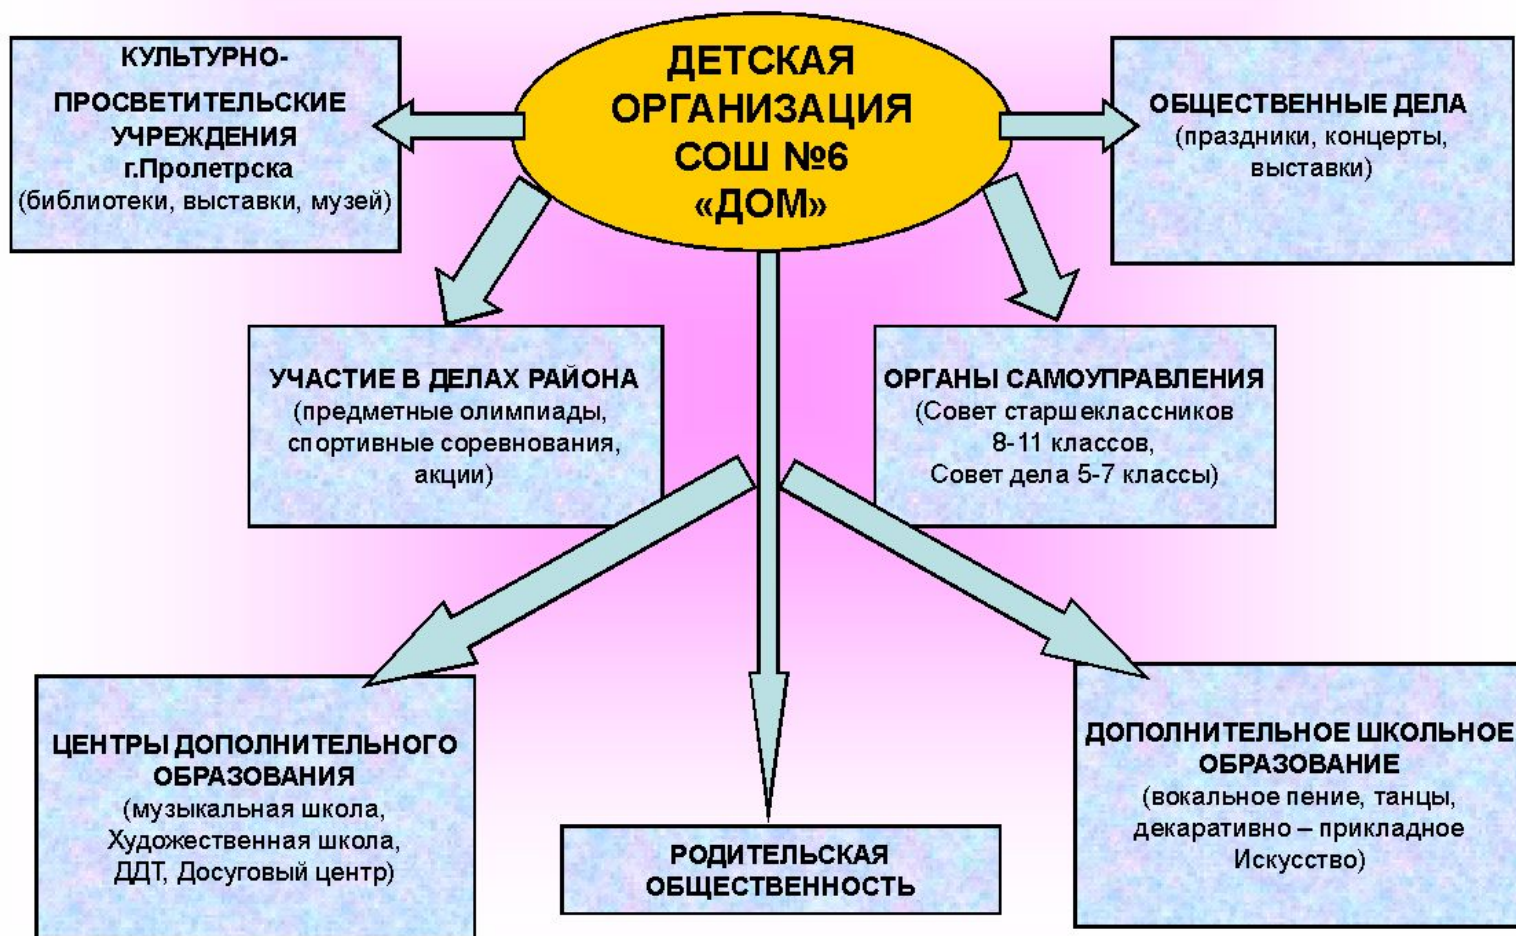 ДЕТСКАЯ
ОРГАНИЗАЦИЯ
СОШ №6
«ДОМ»
КУЛЬТУРНО-
ПРОСВЕТИТЕЛЬСКИЕ
УЧРЕЖДЕНИЯ
г.Пролетрска
(библиотеки, выставки, музей)
ОБЩЕСТВЕННЫЕ ДЕЛА
(праздники, концерты,
выставки)
УЧАСТИЕ В ДЕЛАХ РАЙОНА
(предметные олимпиады,
спортивные соревнования,
акции)
ОРГАНЫ САМОУПРАВЛЕНИЯ
(Совет старшеклассников
8-11 классов,
Совет дела 5-7 классы)
ЦЕНТРЫ ДОПОЛНИТЕЛЬНОГО
ОБРАЗОВАНИЯ
(музыкальная школа,
Художественная школа,
ДДТ, Досуговый центр)
РОДИТЕЛЬСКАЯ
ОБЩЕСТВЕННОСТЬ
ДОПОЛНИТЕЛЬНОЕ ШКОЛЬНОЕ
ОБРАЗОВАНИЕ
(вокальное пение, танцы,
декаративно – прикладное
Искусство)